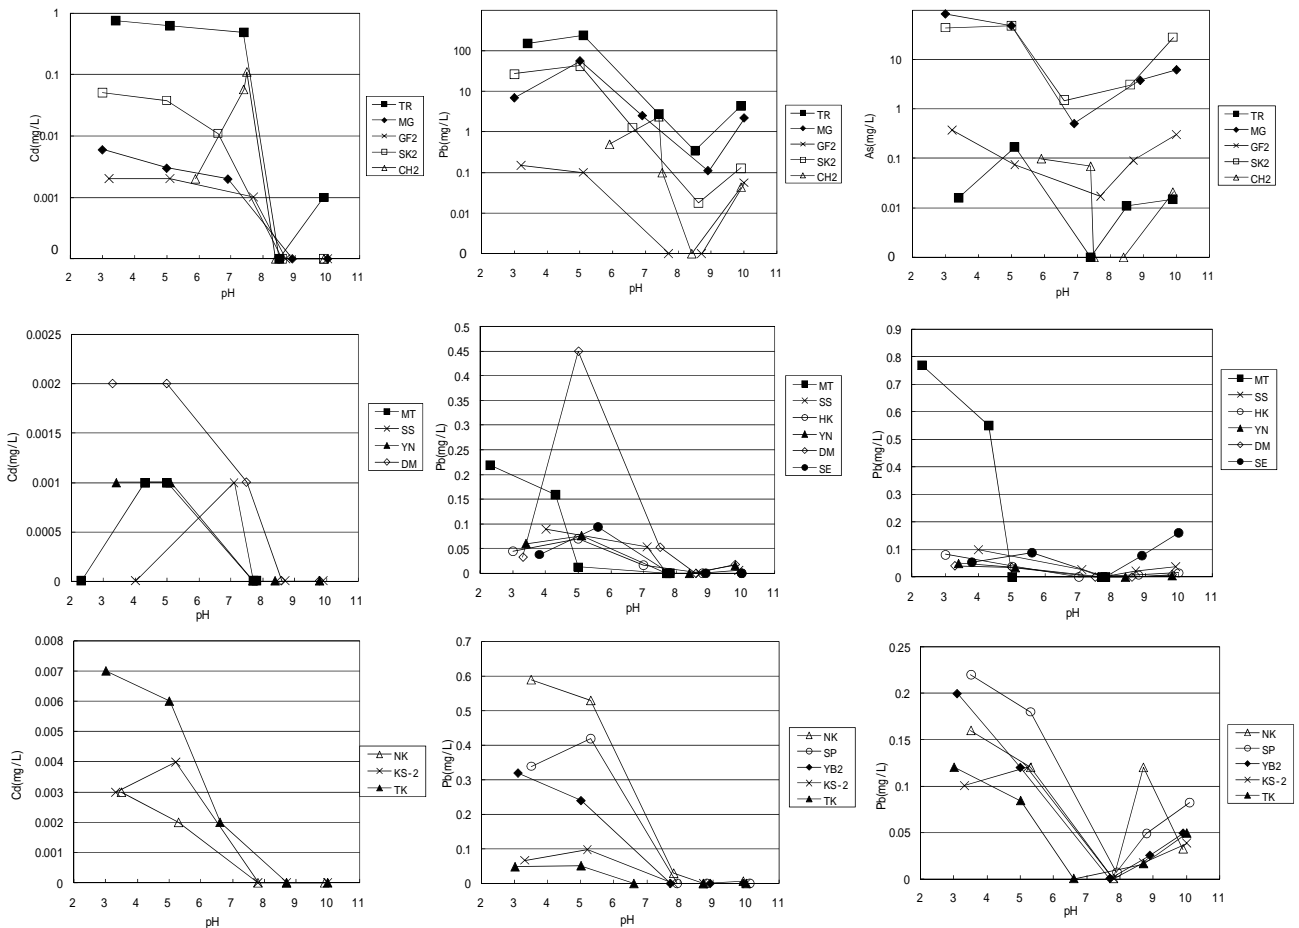 1
0.1
0.01
0.001
0
Cd(mg/L)
2 3 4 5 6 7 8 9 10 11
pH
TR
MG
GF2
SK2
CH2
100
10
1
0.1
0.01
0
Pb(mg/L)
2 3 4 5 6 7 8 9 10 11
pH
TR
MG
GF2
SK2
CH2
10
1
0.1
0.01
0
As(mg/L)
2 3 4 5 6 7 8 9 10 11
pH
TR
MG
GF2
SK2
CH2
0.0025
0.002
0.0015
0.001
0.0005
0
Cd(mg/L)
2 3 4 5 6 7 8 9 10 11
pH
MT
SS
YN
DM
0.5
0.45
0.4
0.35
0.3
0.25
0.2
0.15
0.1
0.05
0
Pb(mg/L)
2 3 4 5 6 7 8 9 10 11
pH
MT
SS
HK
YN
DM
SE
0.9
0.8
0.7
0.6
0.5
0.4
0.3
0.2
0.1
0
Pb(mg/L)
2 3 4 5 6 7 8 9 10 11
pH
MT
SS
HK
YN
DM
SE
0.008
0.007
0.006
0.005
0.004
0.003
0.002
0.001
0
Cd(mg/L)
2 3 4 5 6 7 8 9 10 11
pH
NK
KS-2
TK
0.7
0.6
0.5
0.4
0.3
0.2
0.1
0
Pb(mg/L)
2 3 4 5 6 7 8 9 10 11
pH
NK
SP
YB2
KS-2
TK
0.25
0.2
0.15
0.1
0.05
0
Pb(mg/L)
2 3 4 5 6 7 8 9 10 11
pH
NK
SP
YB2
KS-2
TK